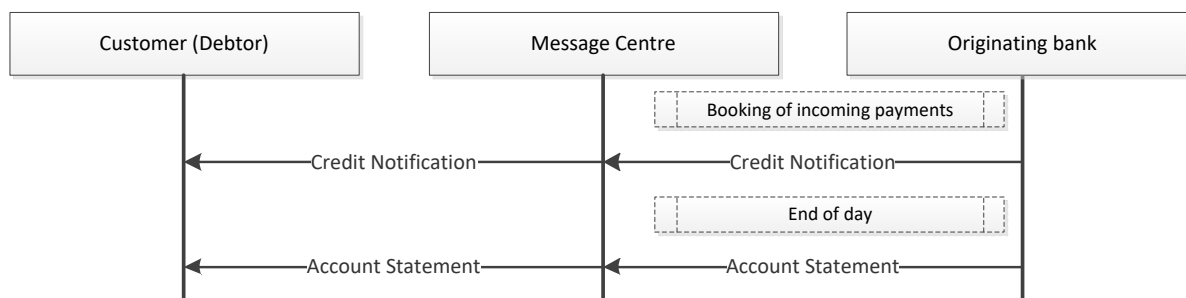 Customer (Debtor)
Message Centre
Originating bank
Booking of incoming payments
Credit Notification
Credit Notification
End of day
Account Statement
Account Statement